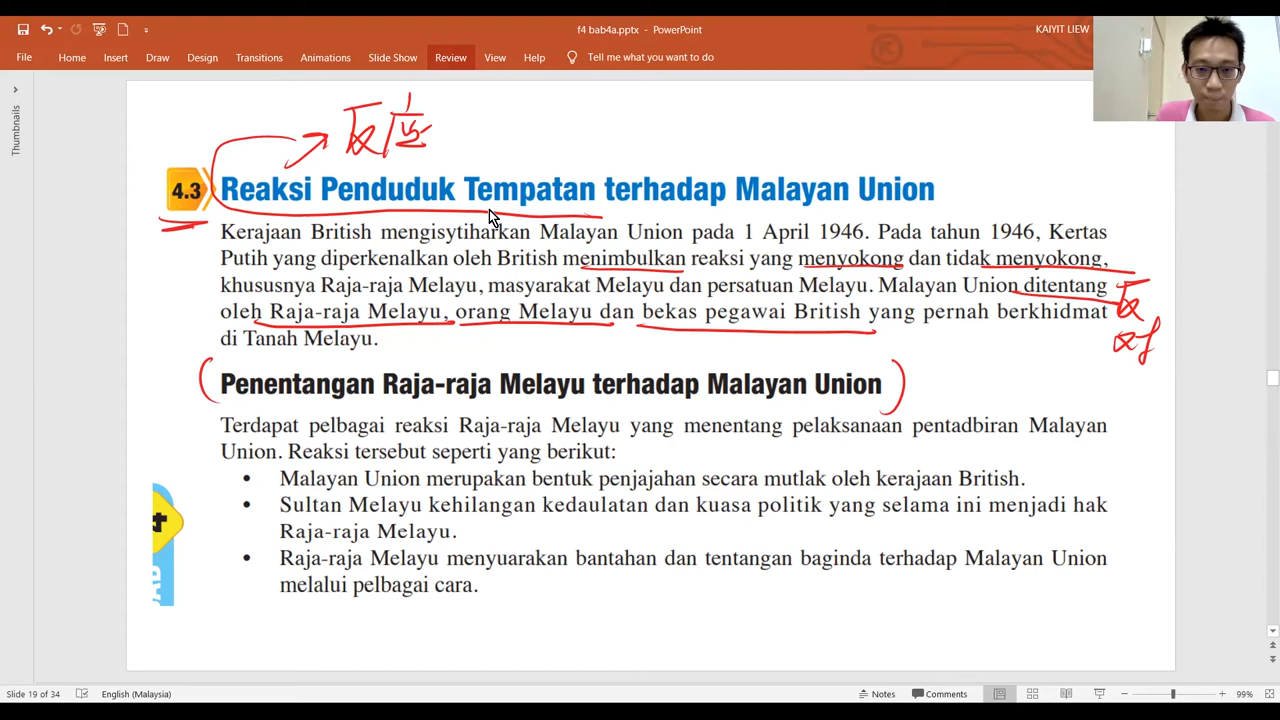 f4 bab4a.pptx - PowerPoint
KAIYIT LIEW
File Home Insert Draw Design Transitions Animations Slide Show Review View Help Tell me what you want to do
Thumbnails
反应
4.3 Reaksi Penduduk Tempatan terhadap Malayan Union
Kerajaan British mengisytiharkan Malayan Union pada 1 April 1946. Pada tahun 1946, Kertas
Putih yang diperkenalkan oleh British menimbulkan reaksi yang menyokong dan tidak menyokong,
khususnya Raja-raja Melayu, masyarakat Melayu dan persatuan Melayu. Malayan Union ditentang
oleh Raja-raja Melayu, orang Melayu dan bekas pegawai British yang pernah berkhidmat
di Tanah Melayu.
反对
Penentangan Raja-raja Melayu terhadap Malayan Union
Terdapat pelbagai reaksi Raja-raja Melayu yang menentang pelaksanaan pentadbiran Malayan
Union. Reaksi tersebut seperti yang berikut:
• Malayan Union merupakan bentuk penjajahan secara mutlak oleh kerajaan British.
• Sultan Melayu kehilangan kedaulatan dan kuasa politik yang selama ini menjadi hak
Raja-raja Melayu.
• Raja-raja Melayu menyuarakan bantahan dan tentangan baginda terhadap Malayan Union
melalui pelbagai cara.
Slide 19 of 34 English (Malaysia) Notes Comments 99%